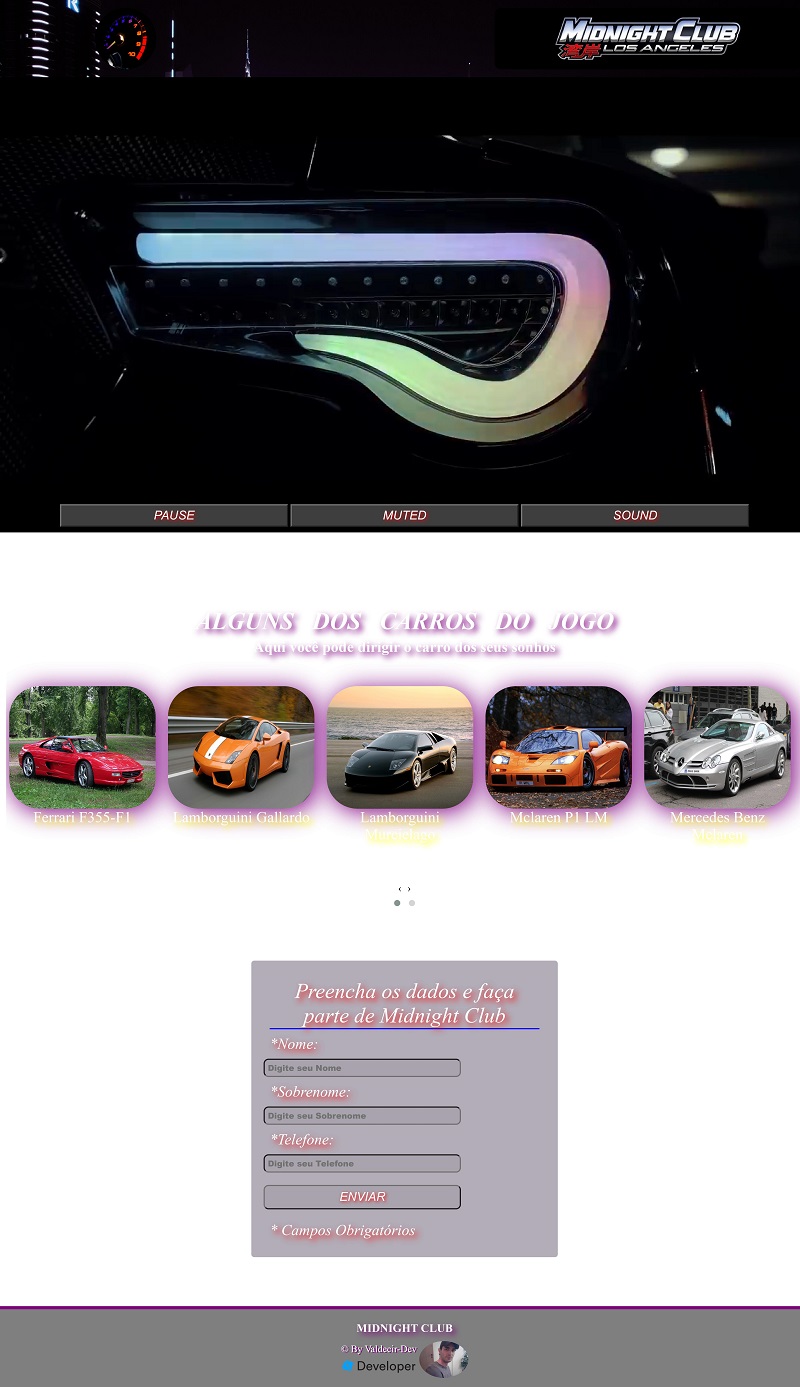 MIDNIGHT CLUB
湾岸 LOS ANGELES
PAUSE MUTED SOUND
ALGUNS DOS CARROS DO JOGO
Aqui você pode dirigir o carro dos seus sonhos
Ferrari F355-F1 Lamborguini Gallardo Lamborguini Murcielago Mclaren P1 LM Mercedes Benz Mclaren
‹ ›
Preencha os dados e faça
parte de Midnight Club
*Nome:
Digite seu Nome
*Sobrenome:
Digite seu Sobrenome
*Telefone:
Digite seu Telefone
ENVIAR
* Campos Obrigatórios
MIDNIGHT CLUB
© By Valdecir-Dev
Developer